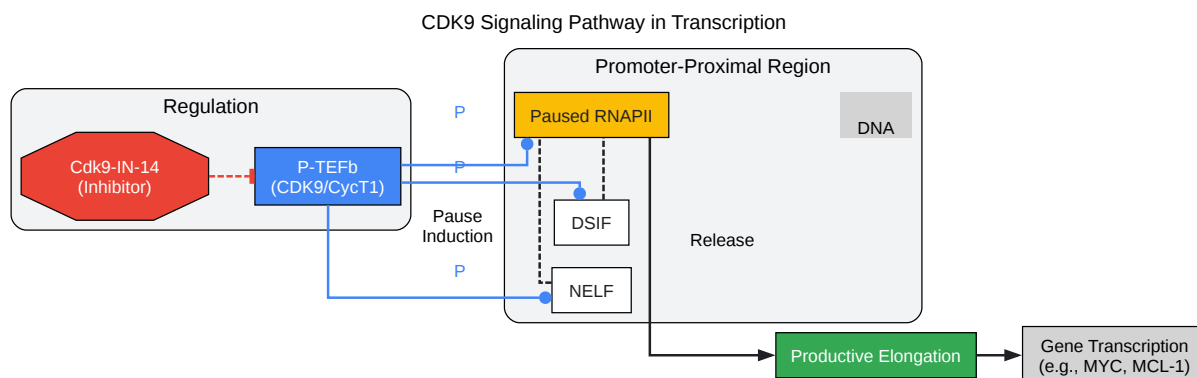 CDK9 Signaling Pathway in Transcription
Promoter-Proximal Region
Regulation
P
Paused RNAPII
DNA
Cdk9-IN-14
(Inhibitor)
P-TEFb
(CDK9/CycT1)
P
Pause
Induction
DSIF
Release
P
NELF
Productive Elongation
Gene Transcription
(e.g., MYC, MCL-1)